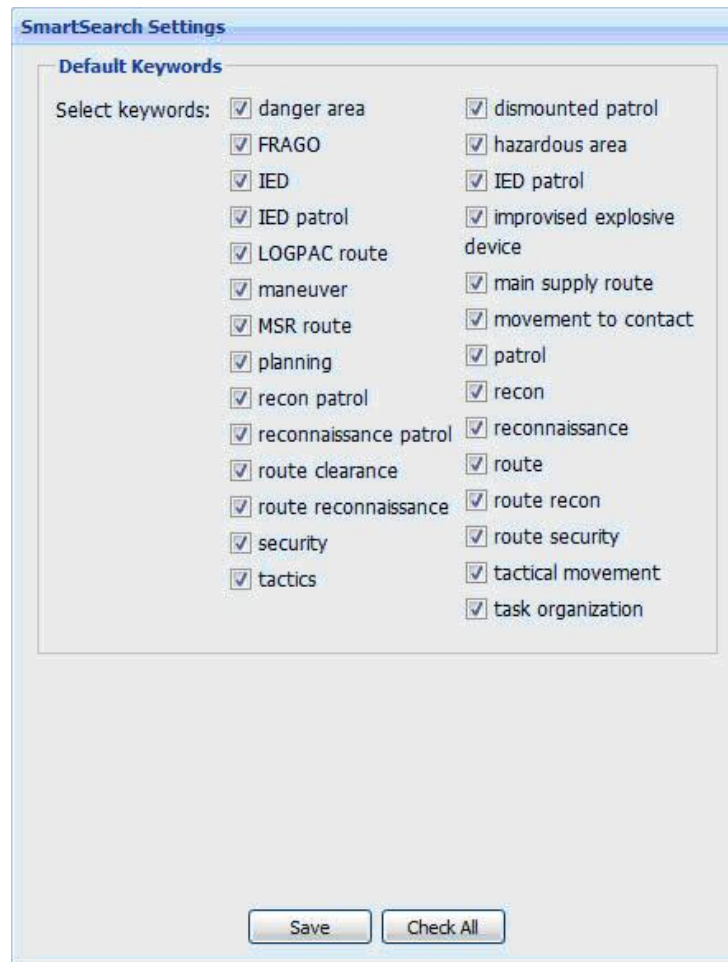 SmartSearch Settings
Default Keywords
Select keywords:
danger area
FRAGO
IED
IED patrol
LOGPAC route
maneuver
MSR route
planning
recon patrol
reconnaissance patrol
route clearance
route reconnaissance
security
tactics
dismounted patrol
hazardous area
IED patrol
improvised explosive
device
main supply route
movement to contact
patrol
recon
reconnaissance
route
route recon
route security
tactical movement
task organization
Save
Check All